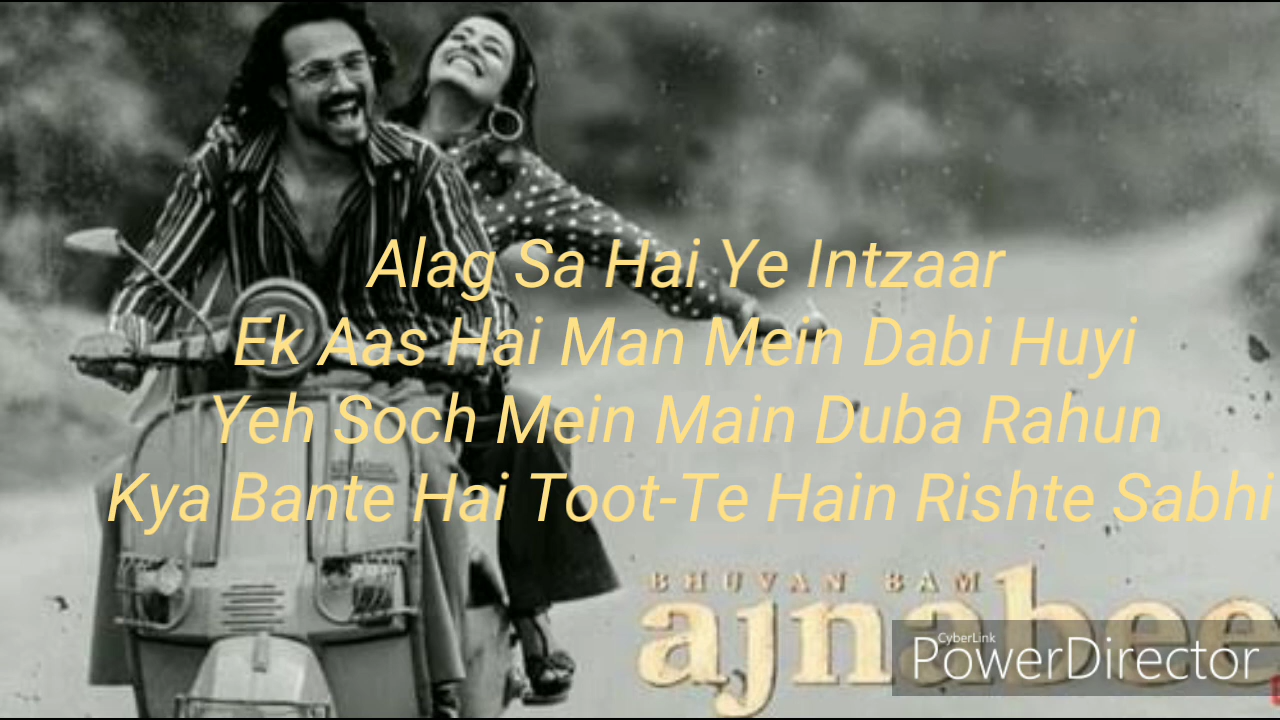 Alag Sa Hai Ye Intzaar
Ek Aas Hai Man Mein Dabi Huyi
Yeh Soch Mein Main Duba Rahun
Kya Bante Hai Toot-Te Hain Rishte Sabhi
BHUVAN BAM
ajnabee
CyberLink
PowerDirector